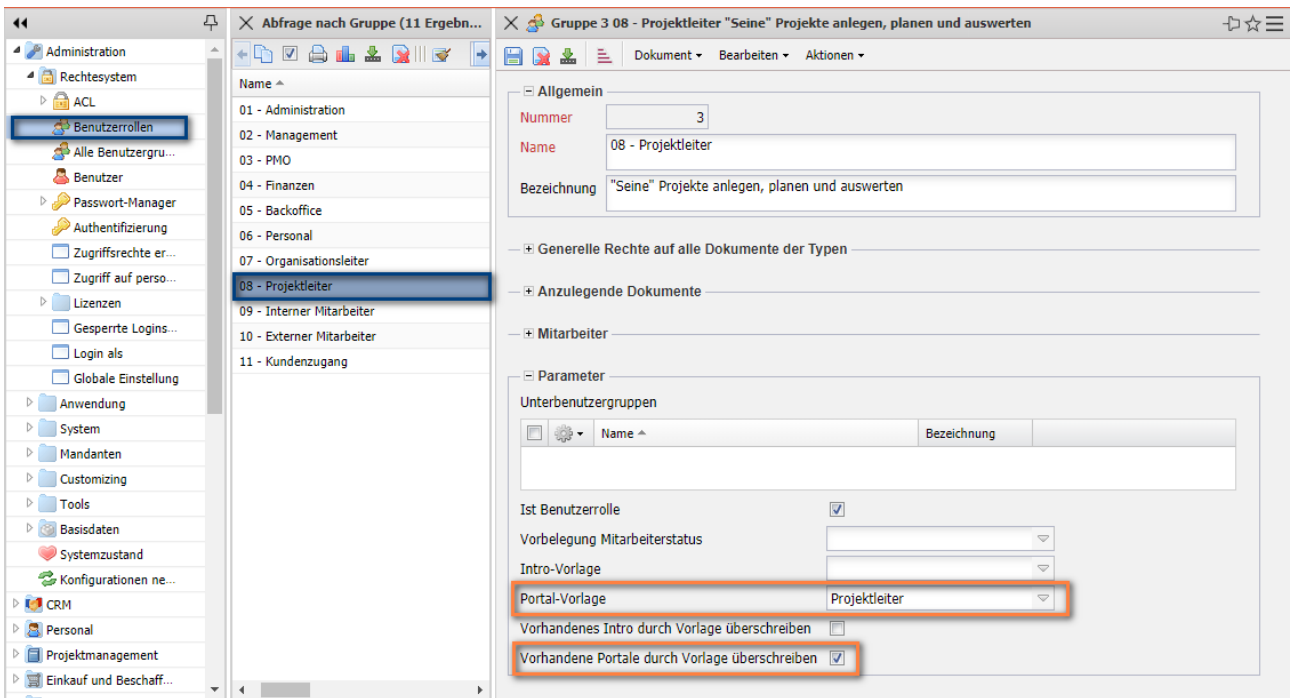 Administration
Rechtesystem
ACL
Benutzerrollen
Alle Benutzergru...
Benutzer
Passwort-Manager
Authentifizierung
Zugriffsrechte er...
Zugriff auf perso...
Lizenzen
Gesperrte Logins...
Login als
Globale Einstellung
Anwendung
System
Mandanten
Customizing
Tools
Basisdaten
Systemzustand
Konfigurationen ne...
CRM
Personal
Projektmanagement
Einkauf und Beschaff...
Abfrage nach Gruppe (11 Ergebn...
Name
01 - Administration
02 - Management
03 - PMO
04 - Finanzen
05 - Backoffice
06 - Personal
07 - Organisationsleiter
08 - Projektleiter
09 - Interner Mitarbeiter
10 - Externer Mitarbeiter
11 - Kundenzugang
Gruppe 3 08 - Projektleiter "Seine" Projekte anlegen, planen und auswerten
Dokument Bearbeiten Aktionen
Allgemein
Nummer 3
Name 08 - Projektleiter
Bezeichnung "Seine" Projekte anlegen, planen und auswerten
Generelle Rechte auf alle Dokumente der Typen
Anzulegende Dokumente
Mitarbeiter
Parameter
Unterbenutzergruppen
Name Bezeichnung
Ist Benutzerrolle
Vorbelegung Mitarbeiterstatus
Intro-Vorlage
Portal-Vorlage Projektleiter
Vorhandenes Intro durch Vorlage überschreiben
Vorhandene Portale durch Vorlage überschreiben